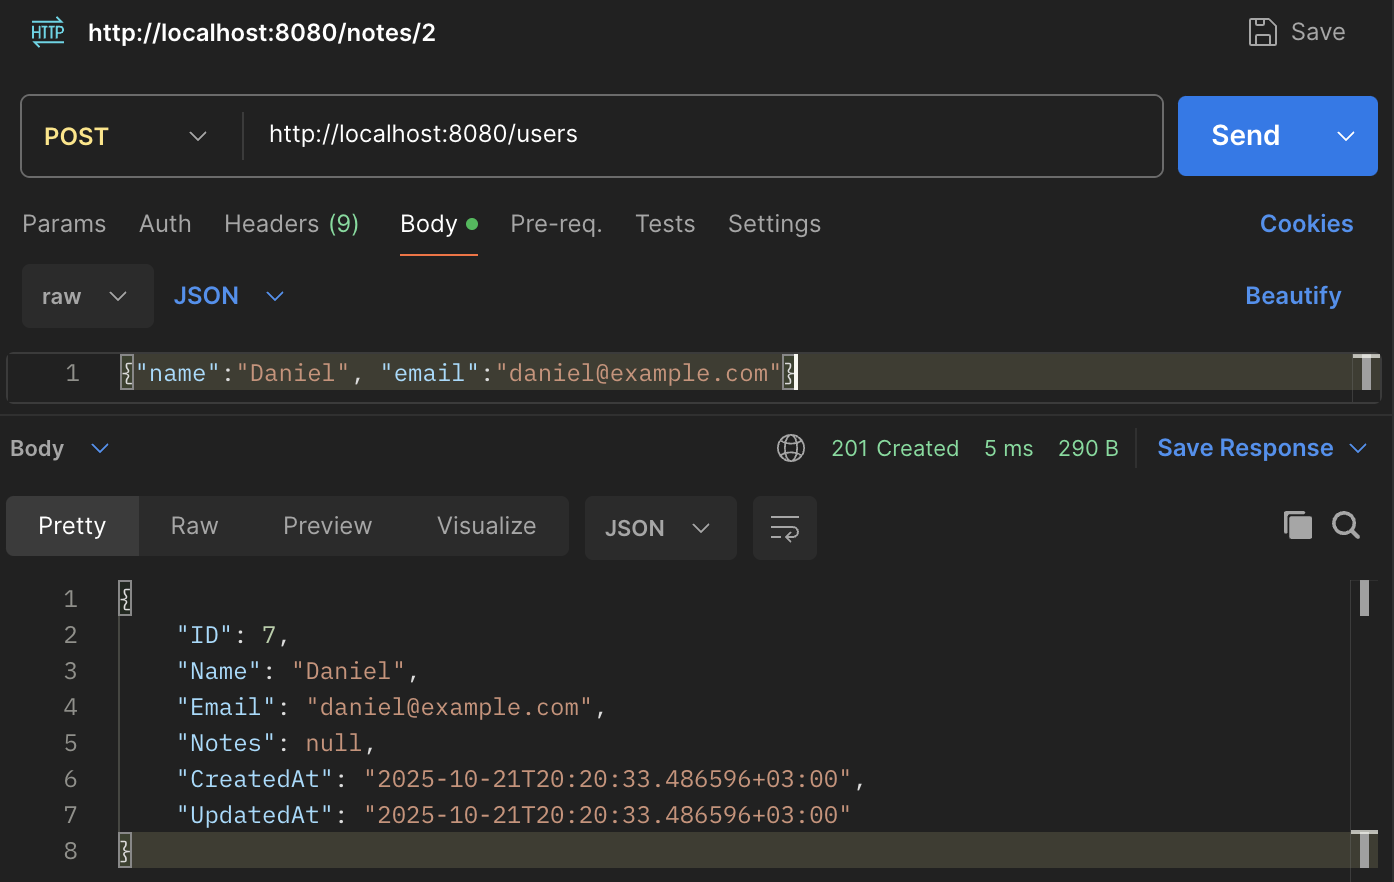 HTTP http://localhost:8080/notes/2 Save
POST http://localhost:8080/users Send
Params Auth Headers (9) Body Pre-req. Tests Settings Cookies
raw JSON Beautify
1 {"name":"Daniel", "email":"daniel@example.com"}
Body 201 Created 5 ms 290 B Save Response
Pretty Raw Preview Visualize JSON
1 {
2 "ID": 7,
3 "Name": "Daniel",
4 "Email": "daniel@example.com",
5 "Notes": null,
6 "CreatedAt": "2025-10-21T20:20:33.486596+03:00",
7 "UpdatedAt": "2025-10-21T20:20:33.486596+03:00"
8 }